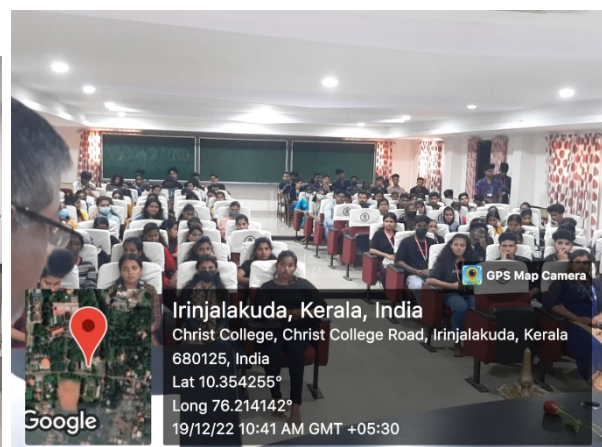 GPS Map Camera
Irinjalakuda, Kerala, India
Christ College, Christ College Road, Irinjalakuda, Kerala
680125, India
Lat 10.354255°
Long 76.214142°
19/12/22 10:41 AM GMT +05:30
Google